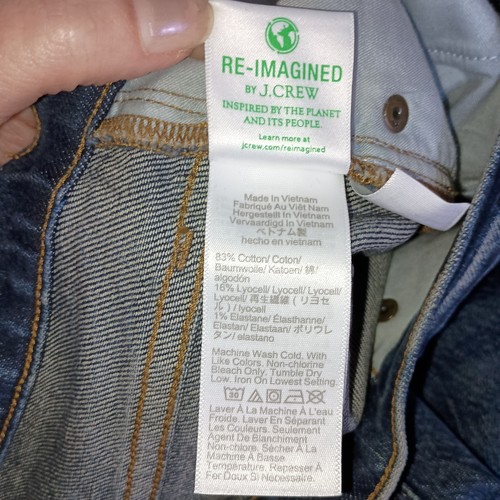 RE-IMAGINED
BY J.CREW
INSPIRED BY THE PLANET
AND ITS PEOPLE.
Learn more at
jcrew.com/reimagined
Made In Vietnam
Fabriqué Au Viêt Nam
Hergestellt In Vietnam
Vervaardigd In Vietnam
ベトナム製
hecho en vietnam
83% Cotton/ Coton/
Baumwolle/ Katoen/ 綿/
algodón
16% Lyocell/ Lyocell/ Lyocell/
Lyocell/ 再生繊維 ( リヨセ
ル ) / lyocell
1% Elastane/ Élasthanne/
Elastan/ Elastaan/ ポリウレ
タン/ elastano
Machine Wash Cold. With
Like Colors. Non-chlorine
Bleach Only. Tumble Dry
Low. Iron On Lowest Setting.
Laver À La Machine À L'eau
Froide. Laver En Séparant
Les Couleurs. Seulement
Agent De Blanchiment
Non-chlore. Sécher À La
Machine À Basse
Température. Repasser À
Fer Doux Si Nécessaire.